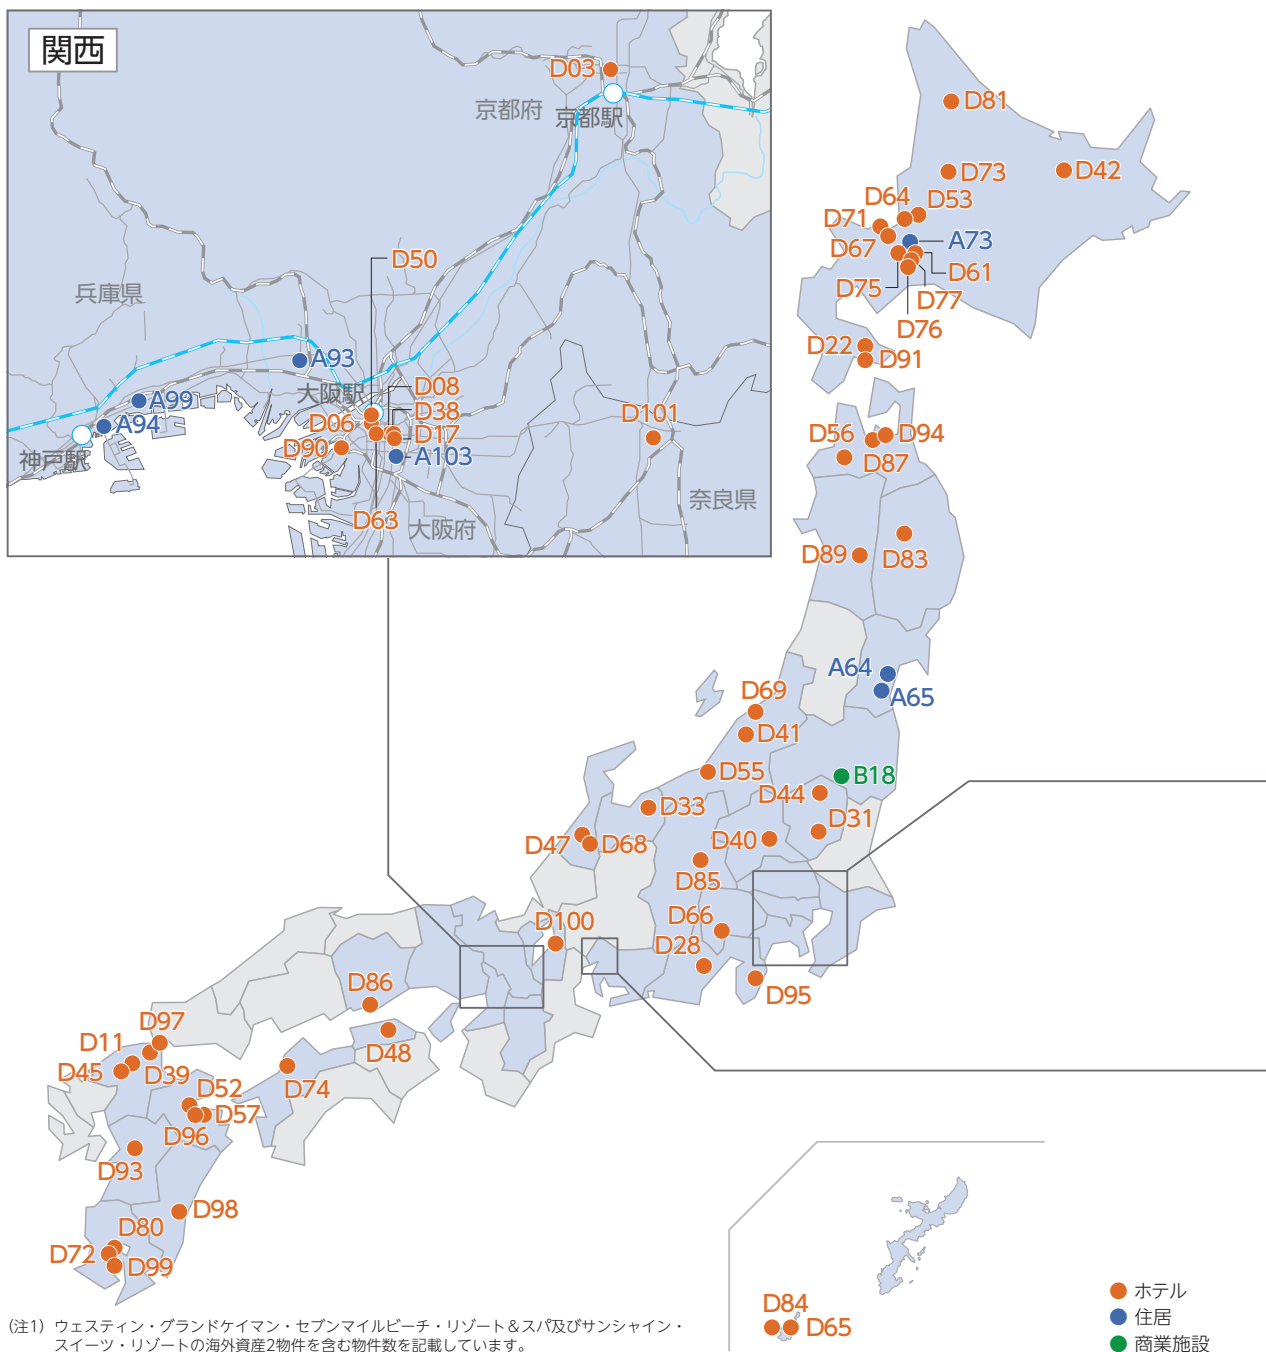 関西
D03
京都府
京都駅
D50
兵庫県
A93
大阪駅
D08
A99
D38
D101
A94
D06
D17
D90
A103
神戸駅
D63
大阪府
奈良県
D81
D73
D42
D64
D53
D71
A73
D67
D61
D75
D77
D76
D22
D91
D56
D94
D87
D89
D83
A64
A65
D69
D41
D55
B18
D44
D33
D31
D40
D47
D68
D85
D66
D100
D28
D86
D95
D97
D11
D48
D45
D39
D74
D52
D57
D96
D93
D98
D80
D72
D99
D84
D65
ホテル
住居
商業施設
(注1) ウェスティン・グランドケイマン・セブンマイルビーチ・リゾート＆スパ及びサンシャイン・
スイーツ・リゾートの海外資産2物件を含む物件数を記載しています。